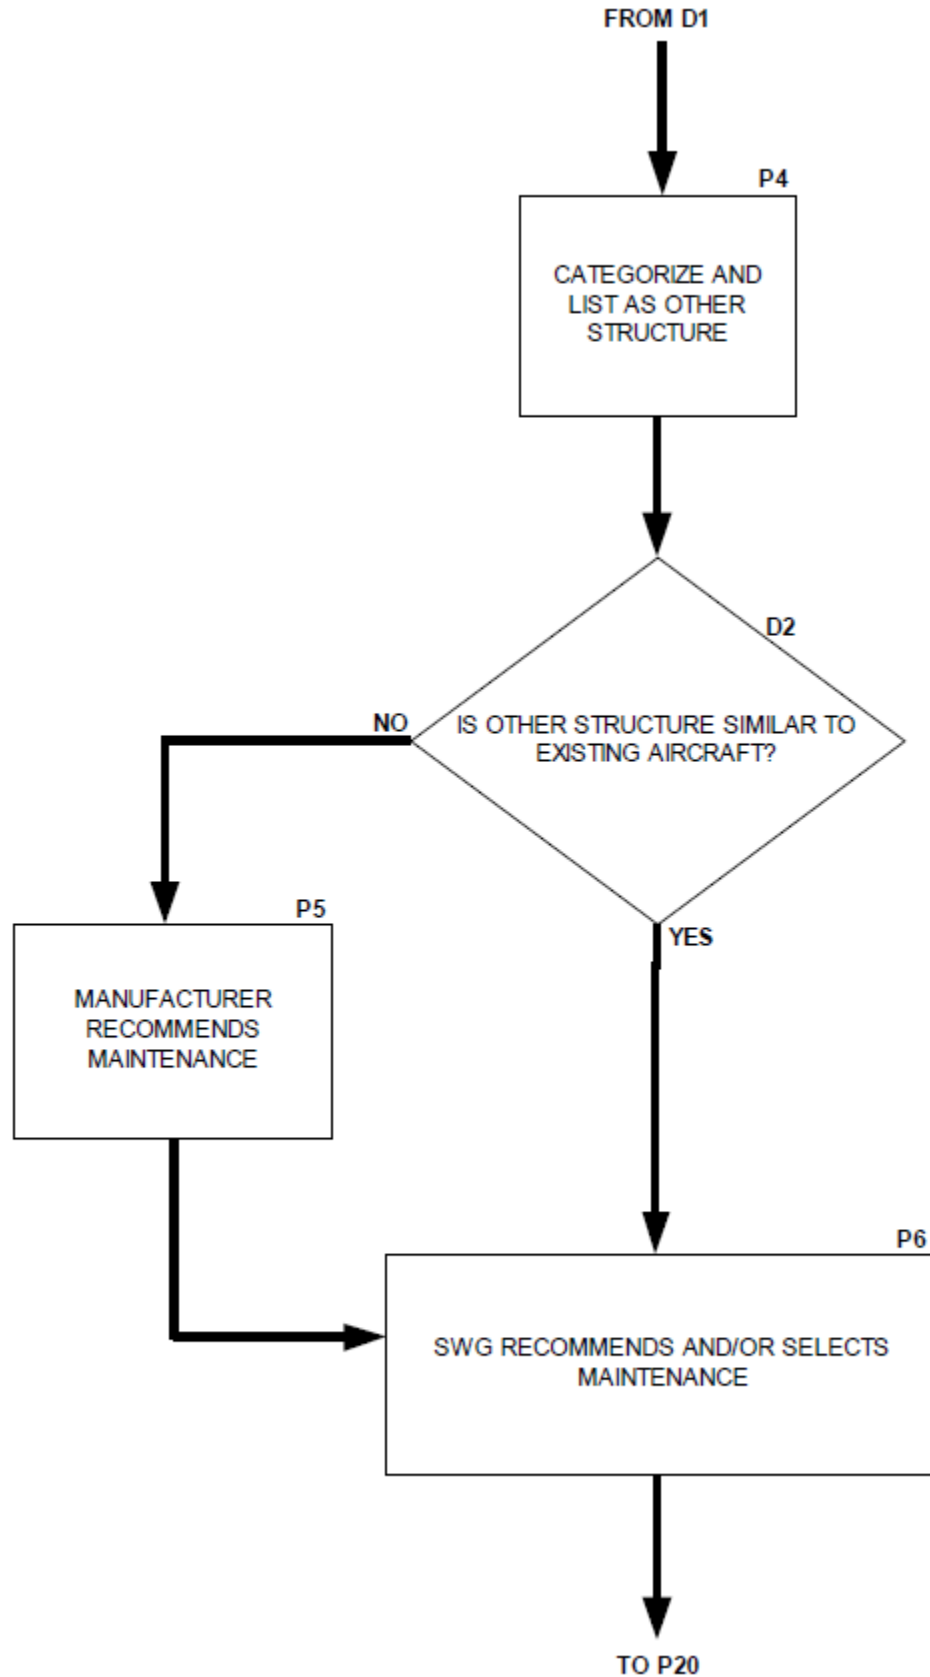 FROM D1
P4
CATEGORIZE AND
LIST AS OTHER
STRUCTURE
D2
IS OTHER STRUCTURE SIMILAR TO
EXISTING AIRCRAFT?
NO
YES
P5
MANUFACTURER
RECOMMENDS
MAINTENANCE
P6
SWG RECOMMENDS AND/OR SELECTS
MAINTENANCE
TO P20